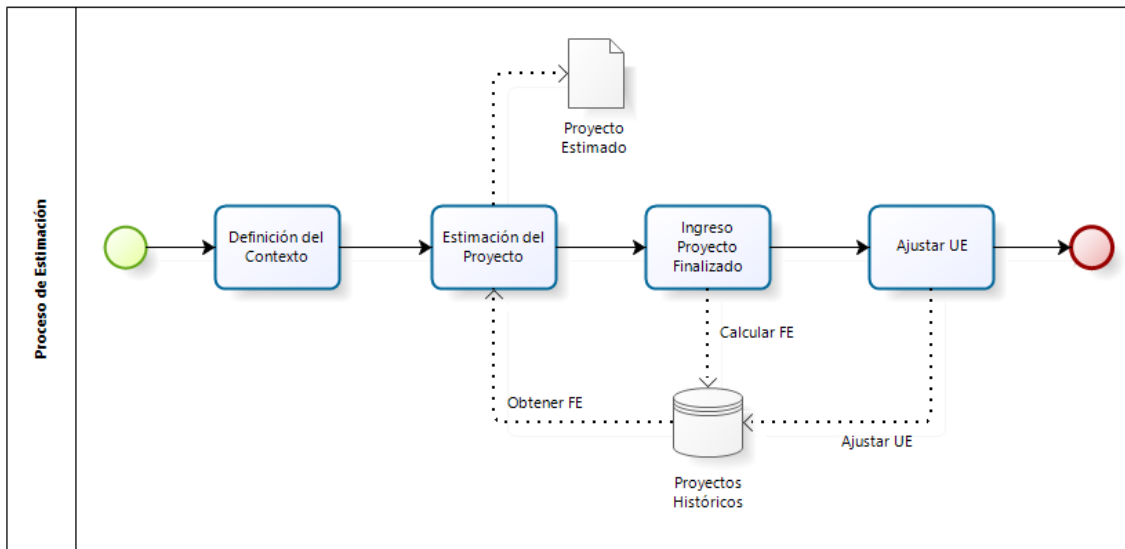 Proceso de Estimación
Proyecto
Estimado
Definición del
Contexto
Estimación del
Proyecto
Ingreso
Proyecto
Finalizado
Ajustar UE
Calcular FE
Obtener FE
Ajustar UE
Proyectos
Históricos